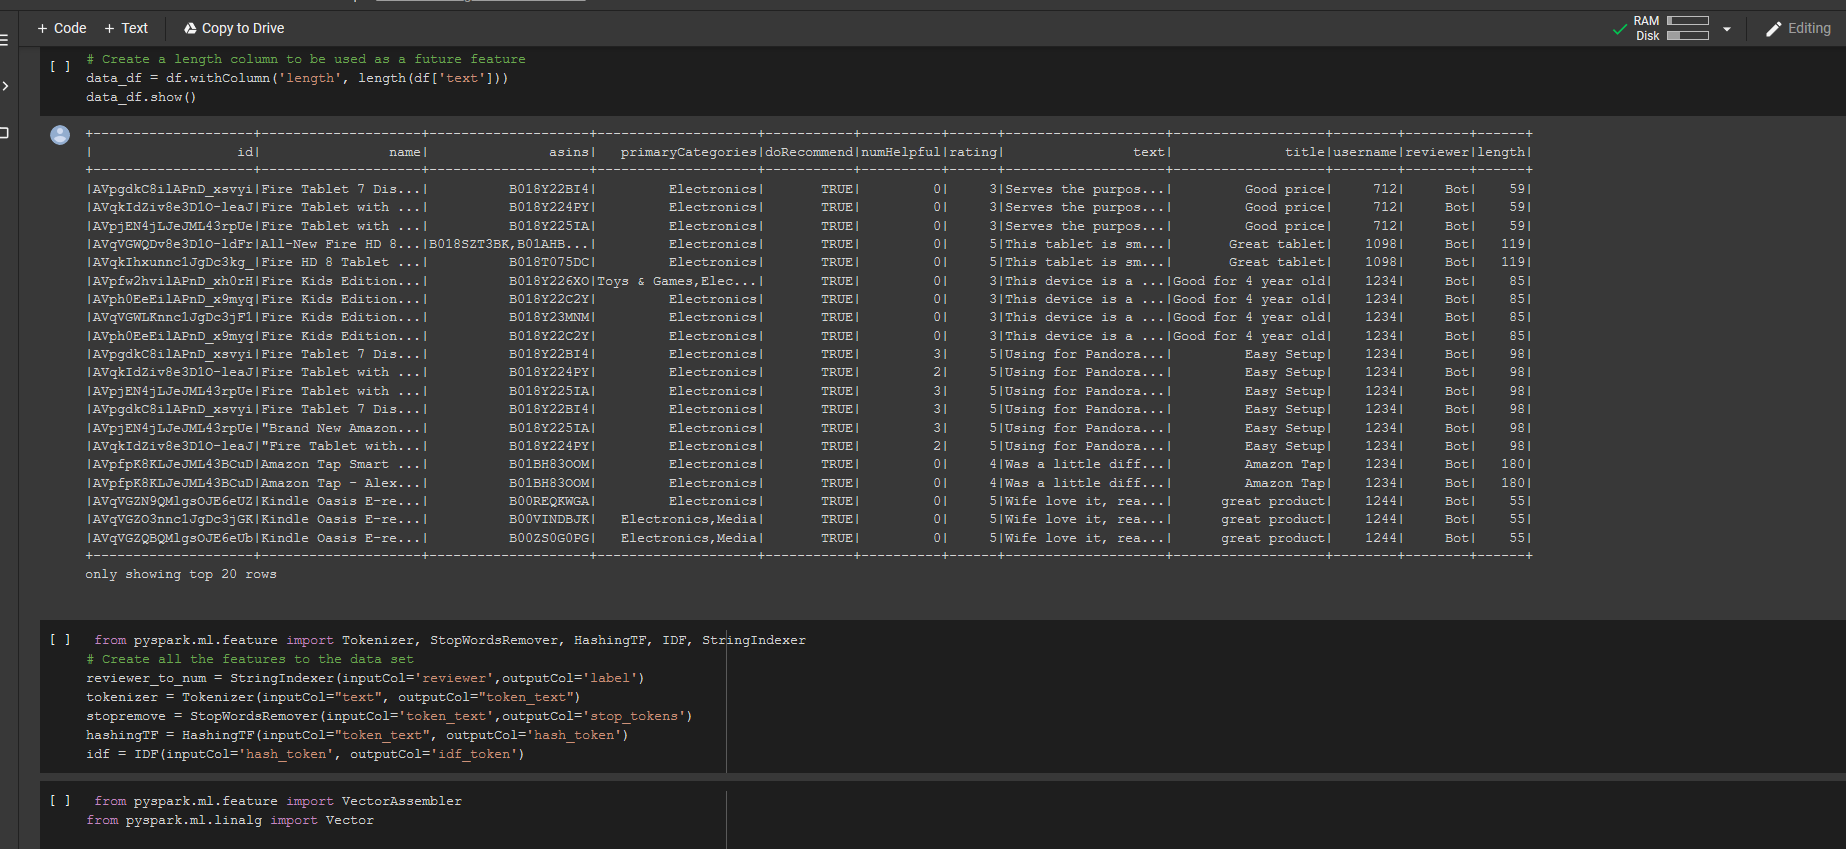 + Code + Text Copy to Drive RAM Disk Editing
[ ] # Create a length column to be used as a future feature
data_df = df.withColumn('length', length(df['text']))
data_df.show()
+--------------------+--------------------+--------------------+--------------------+-----------+----------+------+--------------------+-------------------+--------+--------+------+
|                  id|                name|               asins|   primaryCategories|doRecommend|numHelpful|rating|                text|              title|username|reviewer|length|
+--------------------+--------------------+--------------------+--------------------+-----------+----------+------+--------------------+-------------------+--------+--------+------+
|AVpgdkC8ilAPnD_xsvyi|Fire Tablet 7 Dis...|          B018Y22BI4|         Electronics|       TRUE|         0|     3|Serves the purpos...|         Good price|     712|     Bot|    59|
|AVqkIdZiv8e3D1O-leaJ|Fire Tablet with ...|          B018Y224PY|         Electronics|       TRUE|         0|     3|Serves the purpos...|         Good price|     712|     Bot|    59|
|AVpjEN4jLJeJML43rpUe|Fire Tablet with ...|          B018Y225IA|         Electronics|       TRUE|         0|     3|Serves the purpos...|         Good price|     712|     Bot|    59|
|AVqVGWQDv8e3D1O-ldFr|All-New Fire HD 8...|B018SZT3BK,B01AHB...|         Electronics|       TRUE|         0|     5|This tablet is sm...|       Great tablet|    1098|     Bot|   119|
|AVqkIhxunnc1JgDc3kg_|Fire HD 8 Tablet ...|          B018T075DC|         Electronics|       TRUE|         0|     5|This tablet is sm...|       Great tablet|    1098|     Bot|   119|
|AVpfw2hvilAPnD_xh0rH|Fire Kids Edition...|          B018Y226XO|Toys & Games,Elec...|       TRUE|         0|     3|This device is a ...|Good for 4 year old|    1234|     Bot|    85|
|AVph0EeEilAPnD_x9myq|Fire Kids Edition...|          B018Y22C2Y|         Electronics|       TRUE|         0|     3|This device is a ...|Good for 4 year old|    1234|     Bot|    85|
|AVqVGWLKnnc1JgDc3jF1|Fire Kids Edition...|          B018Y23MNM|         Electronics|       TRUE|         0|     3|This device is a ...|Good for 4 year old|    1234|     Bot|    85|
|AVph0EeEilAPnD_x9myq|Fire Kids Edition...|          B018Y22C2Y|         Electronics|       TRUE|         0|     3|This device is a ...|Good for 4 year old|    1234|     Bot|    85|
|AVpgdkC8ilAPnD_xsvyi|Fire Tablet 7 Dis...|          B018Y22BI4|         Electronics|       TRUE|         3|     5|Using for Pandora...|         Easy Setup|    1234|     Bot|    98|
|AVqkIdZiv8e3D1O-leaJ|Fire Tablet with ...|          B018Y224PY|         Electronics|       TRUE|         2|     5|Using for Pandora...|         Easy Setup|    1234|     Bot|    98|
|AVpjEN4jLJeJML43rpUe|Fire Tablet with ...|          B018Y225IA|         Electronics|       TRUE|         3|     5|Using for Pandora...|         Easy Setup|    1234|     Bot|    98|
|AVpgdkC8ilAPnD_xsvyi|Fire Tablet 7 Dis...|          B018Y22BI4|         Electronics|       TRUE|         3|     5|Using for Pandora...|         Easy Setup|    1234|     Bot|    98|
|AVpjEN4jLJeJML43rpUe|"Brand New Amazon...|          B018Y225IA|         Electronics|       TRUE|         3|     5|Using for Pandora...|         Easy Setup|    1234|     Bot|    98|
|AVqkIdZiv8e3D1O-leaJ|"Fire Tablet with...|          B018Y224PY|         Electronics|       TRUE|         2|     5|Using for Pandora...|         Easy Setup|    1234|     Bot|    98|
|AVpfpK8KLJeJML43BCuD|Amazon Tap Smart ...|          B01BH83OOM|         Electronics|       TRUE|         0|     4|Was a little diff...|         Amazon Tap|    1234|     Bot|   180|
|AVpfpK8KLJeJML43BCuD|Amazon Tap - Alex...|          B01BH83OOM|         Electronics|       TRUE|         0|     4|Was a little diff...|         Amazon Tap|    1234|     Bot|   180|
|AVqVGZN9QMlgsOJE6eUZ|Kindle Oasis E-re...|          B00REQKWGA|         Electronics|       TRUE|         0|     5|Wife love it, rea...|      great product|    1244|     Bot|    55|
|AVqVGZO3nnc1JgDc3jGK|Kindle Oasis E-re...|          B00VINDBJK|   Electronics,Media|       TRUE|         0|     5|Wife love it, rea...|      great product|    1244|     Bot|    55|
|AVqVGZQBQMlgsOJE6eUb|Kindle Oasis E-re...|          B00ZS0G0PG|   Electronics,Media|       TRUE|         0|     5|Wife love it, rea...|      great product|    1244|     Bot|    55|
+--------------------+--------------------+--------------------+--------------------+-----------+----------+------+--------------------+-------------------+--------+--------+------+
only showing top 20 rows
[ ] from pyspark.ml.feature import Tokenizer, StopWordsRemover, HashingTF, IDF, StringIndexer
# Create all the features to the data set
reviewer_to_num = StringIndexer(inputCol='reviewer',outputCol='label')
tokenizer = Tokenizer(inputCol="text", outputCol="token_text")
stopremove = StopWordsRemover(inputCol='token_text',outputCol='stop_tokens')
hashingTF = HashingTF(inputCol="token_text", outputCol='hash_token')
idf = IDF(inputCol='hash_token', outputCol='idf_token')
[ ] from pyspark.ml.feature import VectorAssembler
from pyspark.ml.linalg import Vector